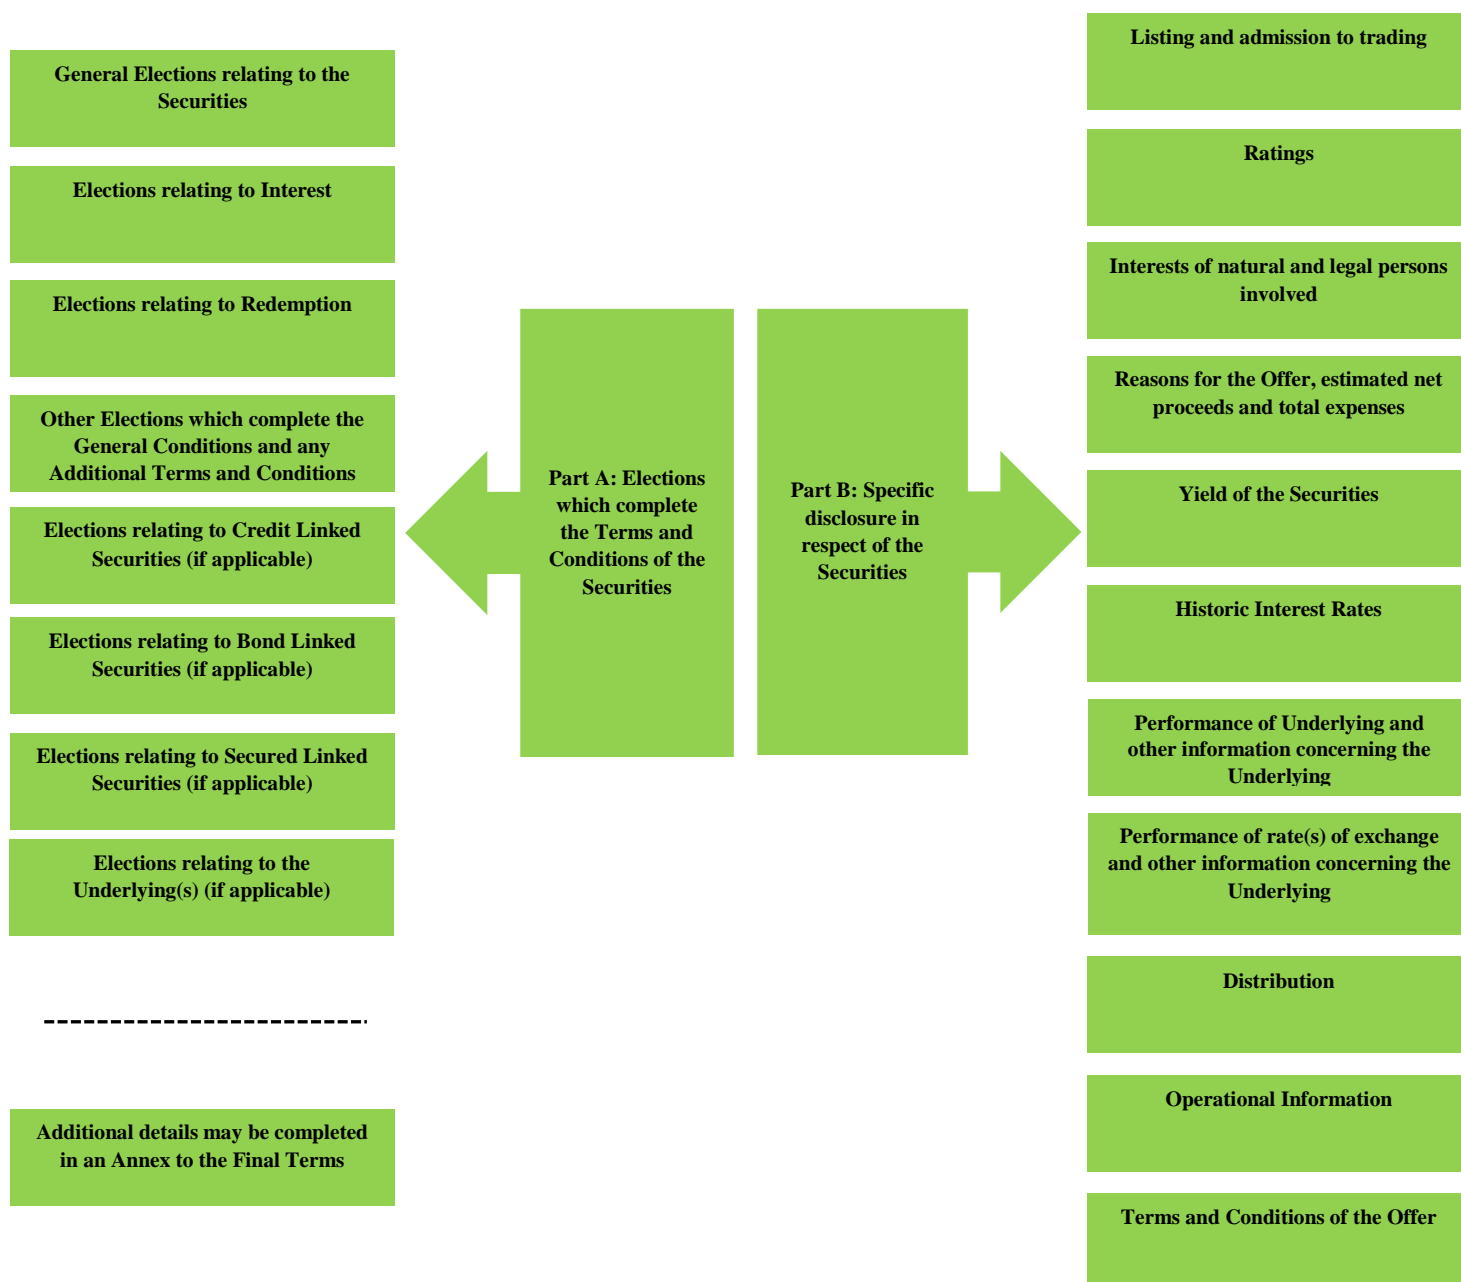 General Elections relating to the
Securities
Elections relating to Interest
Elections relating to Redemption
Other Elections which complete the
General Conditions and any
Additional Terms and Conditions
Elections relating to Credit Linked
Securities (if applicable)
Elections relating to Bond Linked
Securities (if applicable)
Elections relating to Secured Linked
Securities (if applicable)
Elections relating to the
Underlying(s) (if applicable)
Additional details may be completed
in an Annex to the Final Terms
Part A: Elections
which complete
the Terms and
Conditions of the
Securities
Part B: Specific
disclosure in
respect of the
Securities
Listing and admission to trading
Ratings
Interests of natural and legal persons
involved
Reasons for the Offer, estimated net
proceeds and total expenses
Yield of the Securities
Historic Interest Rates
Performance of Underlying and
other information concerning the
Underlying
Performance of rate(s) of exchange
and other information concerning the
Underlying
Distribution
Operational Information
Terms and Conditions of the Offer